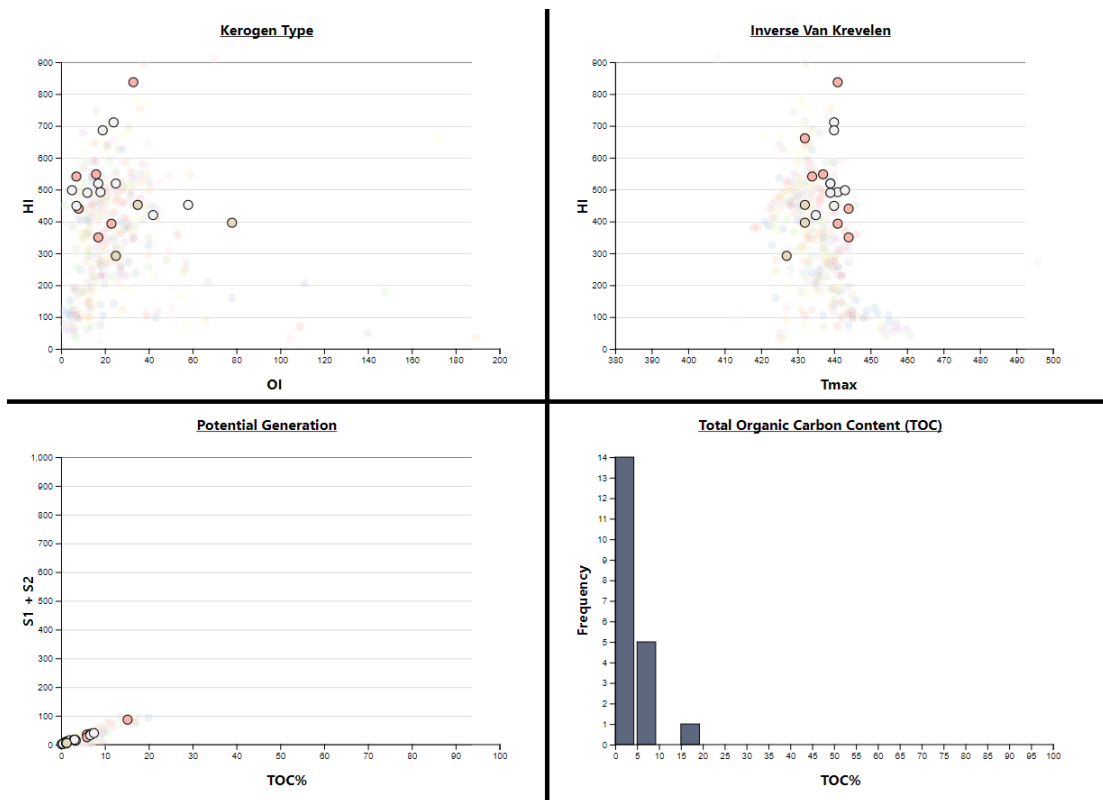 Kerogen Type
900
800
700
600
500
400
300
200
100
0
HI
0 20 40 60 80 100 120 140 160 180 200
OI
Inverse Van Krevelen
900
800
700
600
500
400
300
200
100
0
HI
380 390 400 410 420 430 440 450 460 470 480 490 500
Tmax
Potential Generation
1,000
900
800
700
600
500
400
300
200
100
0
S1 + S2
0 10 20 30 40 50 60 70 80 90 100
TOC%
Total Organic Carbon Content (TOC)
14
13
12
11
10
9
8
7
6
5
4
3
2
1
0
Frequency
0 5 10 15 20 25 30 35 40 45 50 55 60 65 70 75 80 85 90 95 100
TOC%